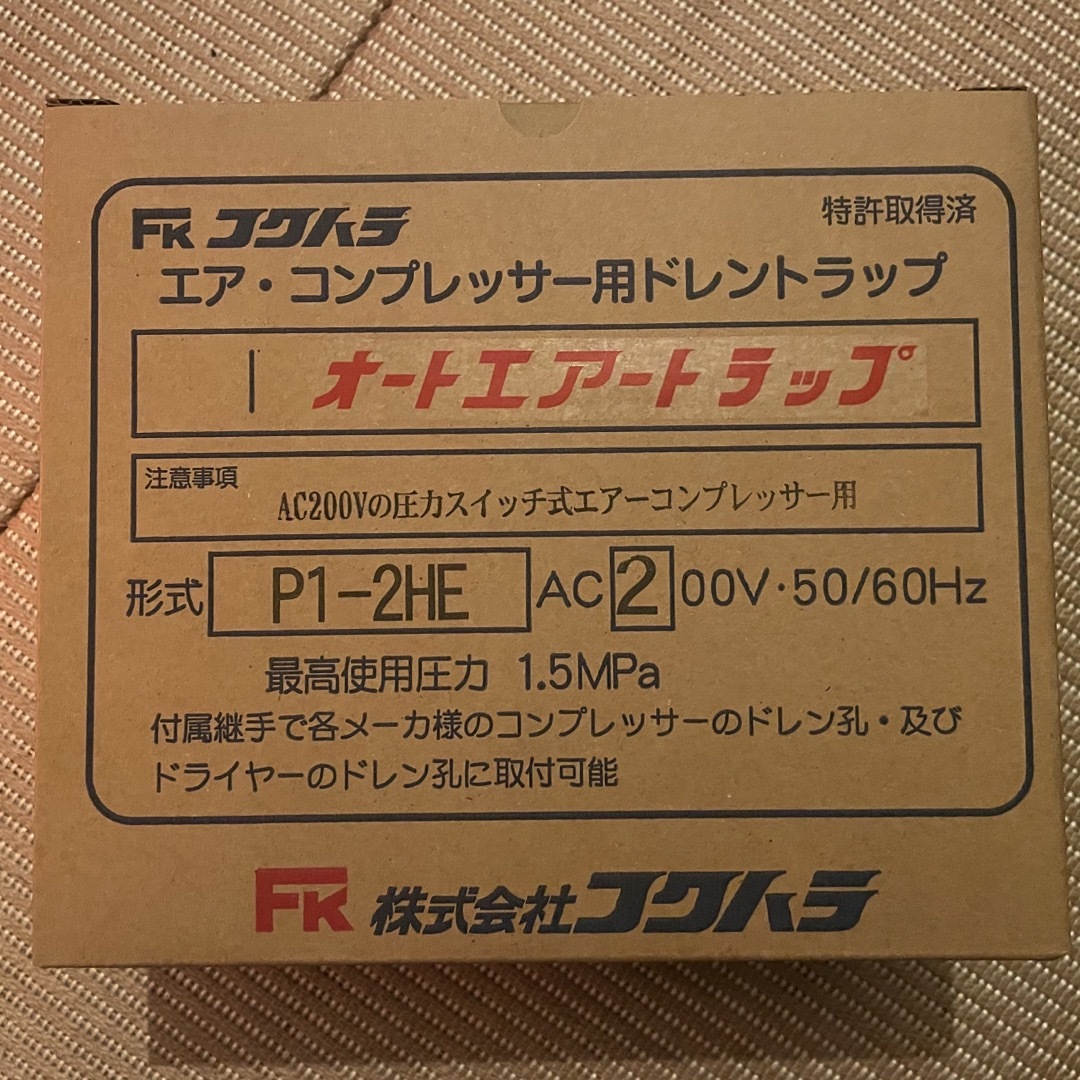 FK コクハラ
特許取得済
エア・コンプレッサー用ドレントラップ
オートエアートラップ
注意事項
AC200Vの圧力スイッチ式エアーコンプレッサー用
形式 P1-2HE AC200V・50/60Hz
最高使用圧力 1.5MPa
付属継手で各メーカ様のコンプレッサーのドレン孔・及び
ドライヤーのドレン孔に取付可能
FK 株式会社コクハラ